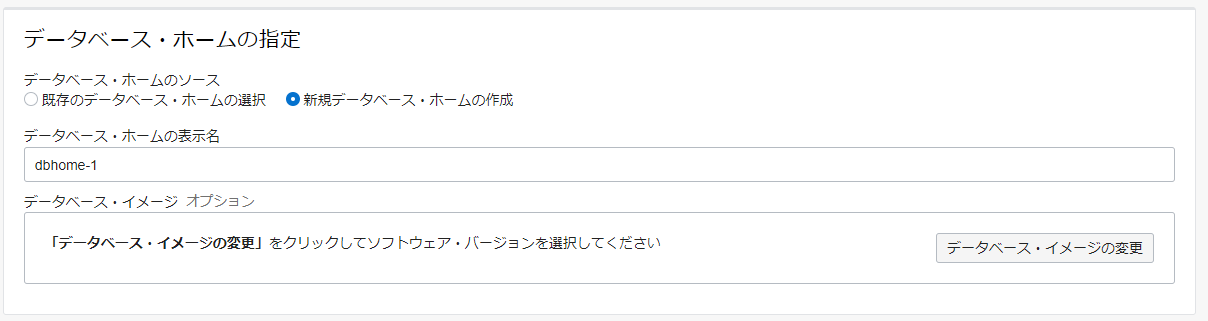 データベース・ホームの指定
データベース・ホームのソース
既存のデータベース・ホームの選択 新規データベース・ホームの作成
データベース・ホームの表示名
dbhome-1
データベース・イメージ オプション
「データベース・イメージの変更」をクリックしてソフトウェア・バージョンを選択してください
データベース・イメージの変更